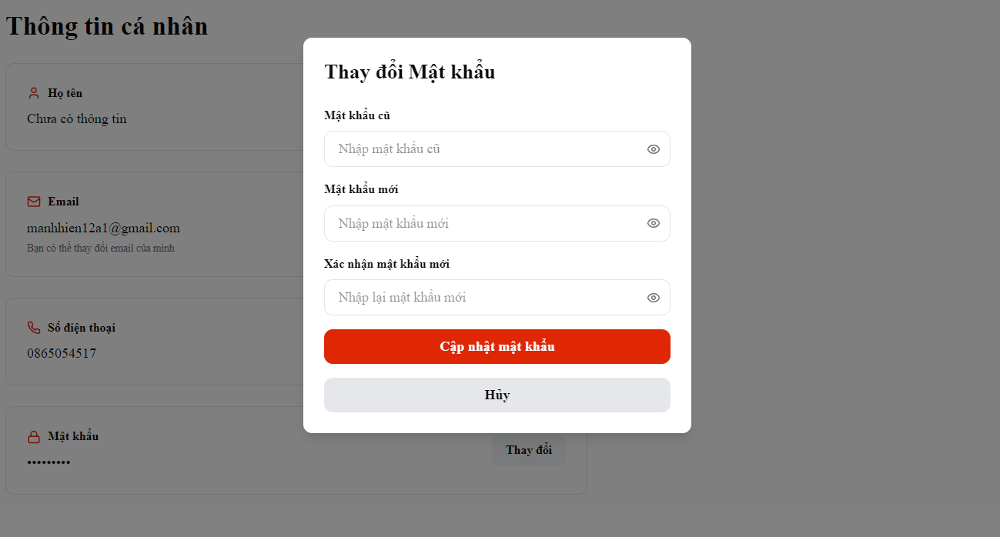 Thông tin cá nhân
Họ tên
Chưa có thông tin
Email
manhhien12a1@gmail.com
Bạn có thể thay đổi email của mình
Số điện thoại
0865054517
Mật khẩu
•••••••••
Thay đổi
Thay đổi Mật khẩu
Mật khẩu cũ
Nhập mật khẩu cũ
Mật khẩu mới
Nhập mật khẩu mới
Xác nhận mật khẩu mới
Nhập lại mật khẩu mới
Cập nhật mật khẩu
Hủy